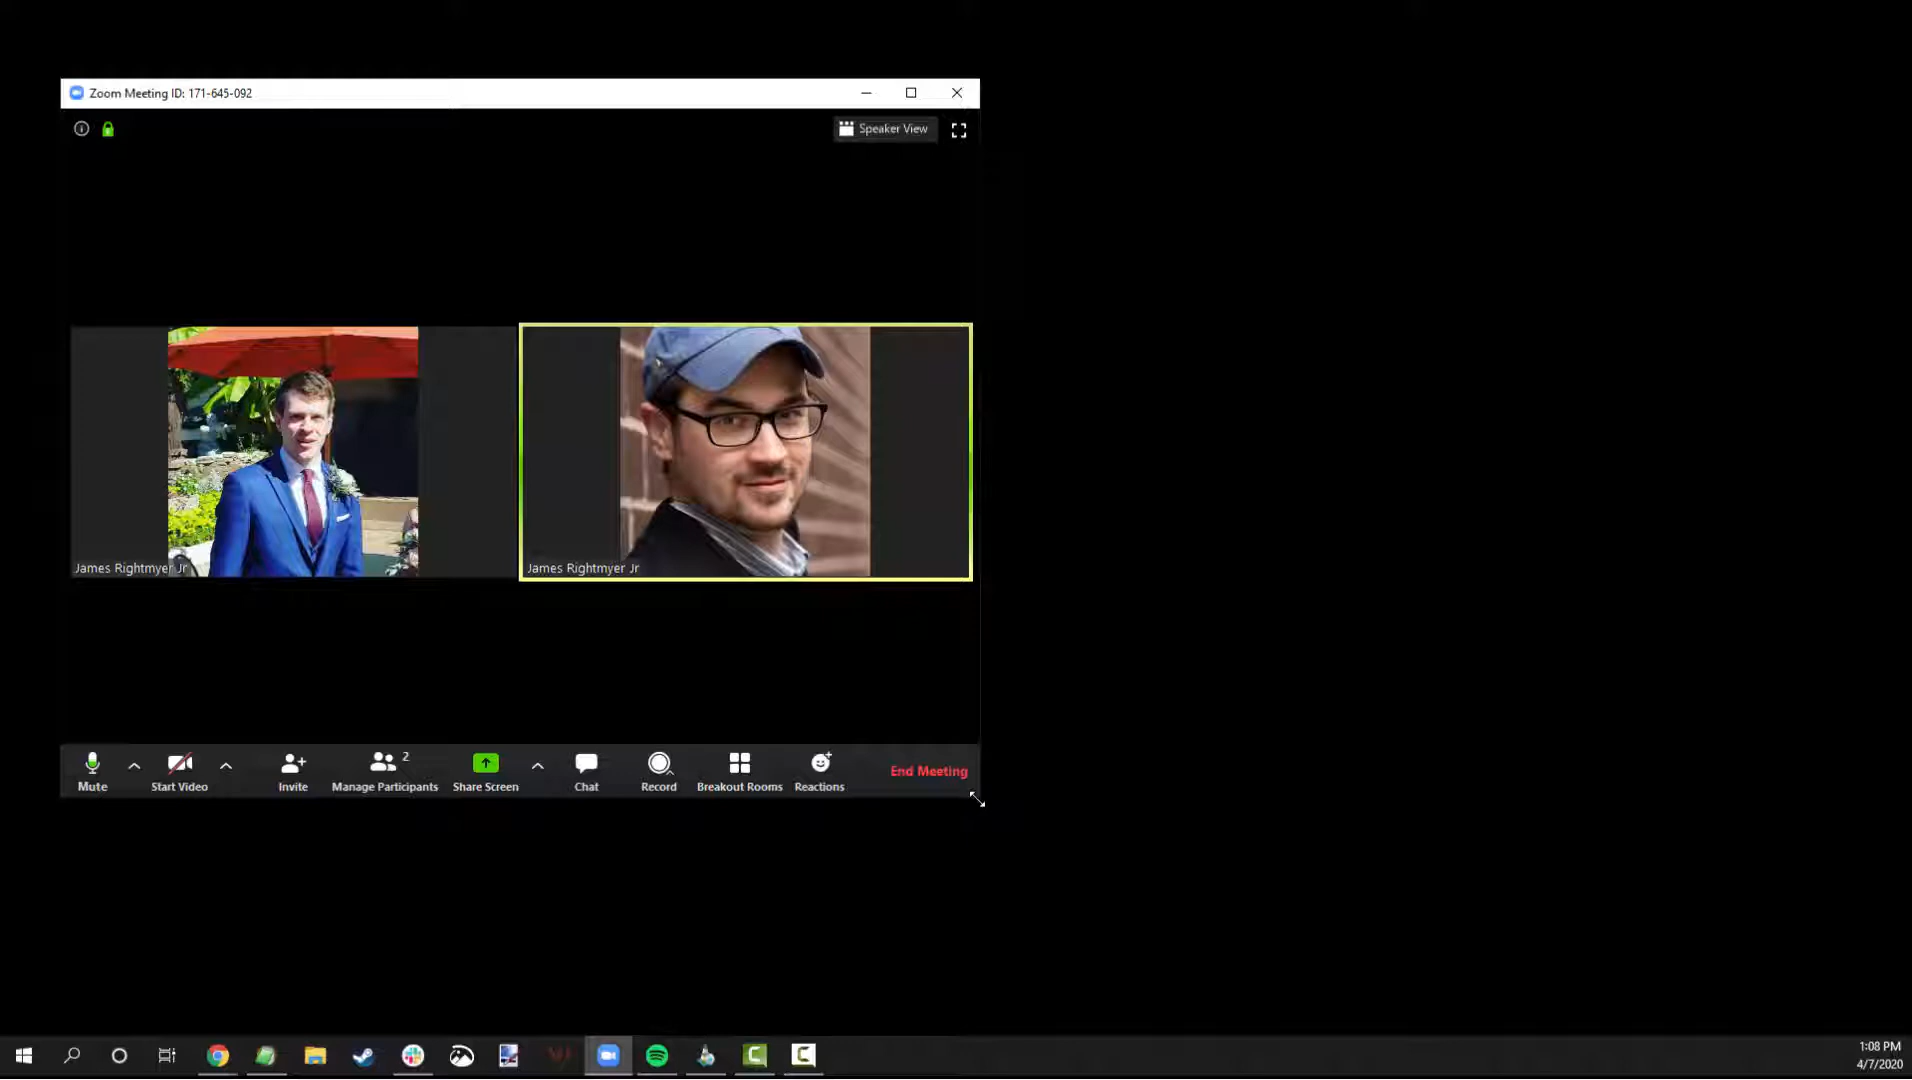 Zoom Meeting ID: 171-645-092
Speaker View
James Rightmyer Jr
James Rightmyer Jr
Mute
Start Video
Invite
2
Manage Participants
Share Screen
Chat
Record
Breakout Rooms
Reactions
End Meeting
1:08 PM
4/7/2020